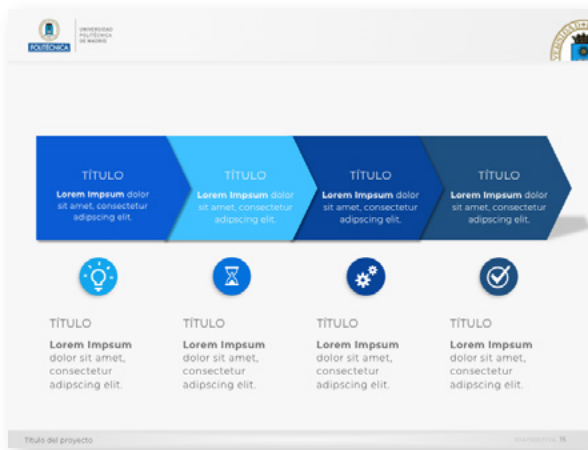 POLITÉCNICA
UNIVERSIDAD
POLITÉCNICA
DE MADRID
TÍTULO
Lorem Impsum dolor
sit amet, consectetur
adipscing elit.
TÍTULO
Lorem Impsum dolor
sit amet, consectetur
adipscing elit.
TÍTULO
Lorem Impsum dolor
sit amet, consectetur
adipscing elit.
TÍTULO
Lorem Impsum dolor
sit amet, consectetur
adipscing elit.
TÍTULO
Lorem Impsum
dolor sit amet,
consectetur
adipscing elit.
TÍTULO
Lorem Impsum
dolor sit amet,
consectetur
adipscing elit.
TÍTULO
Lorem Impsum
dolor sit amet,
consectetur
adipscing elit.
TÍTULO
Lorem Impsum
dolor sit amet,
consectetur
adipscing elit.
Título del proyecto